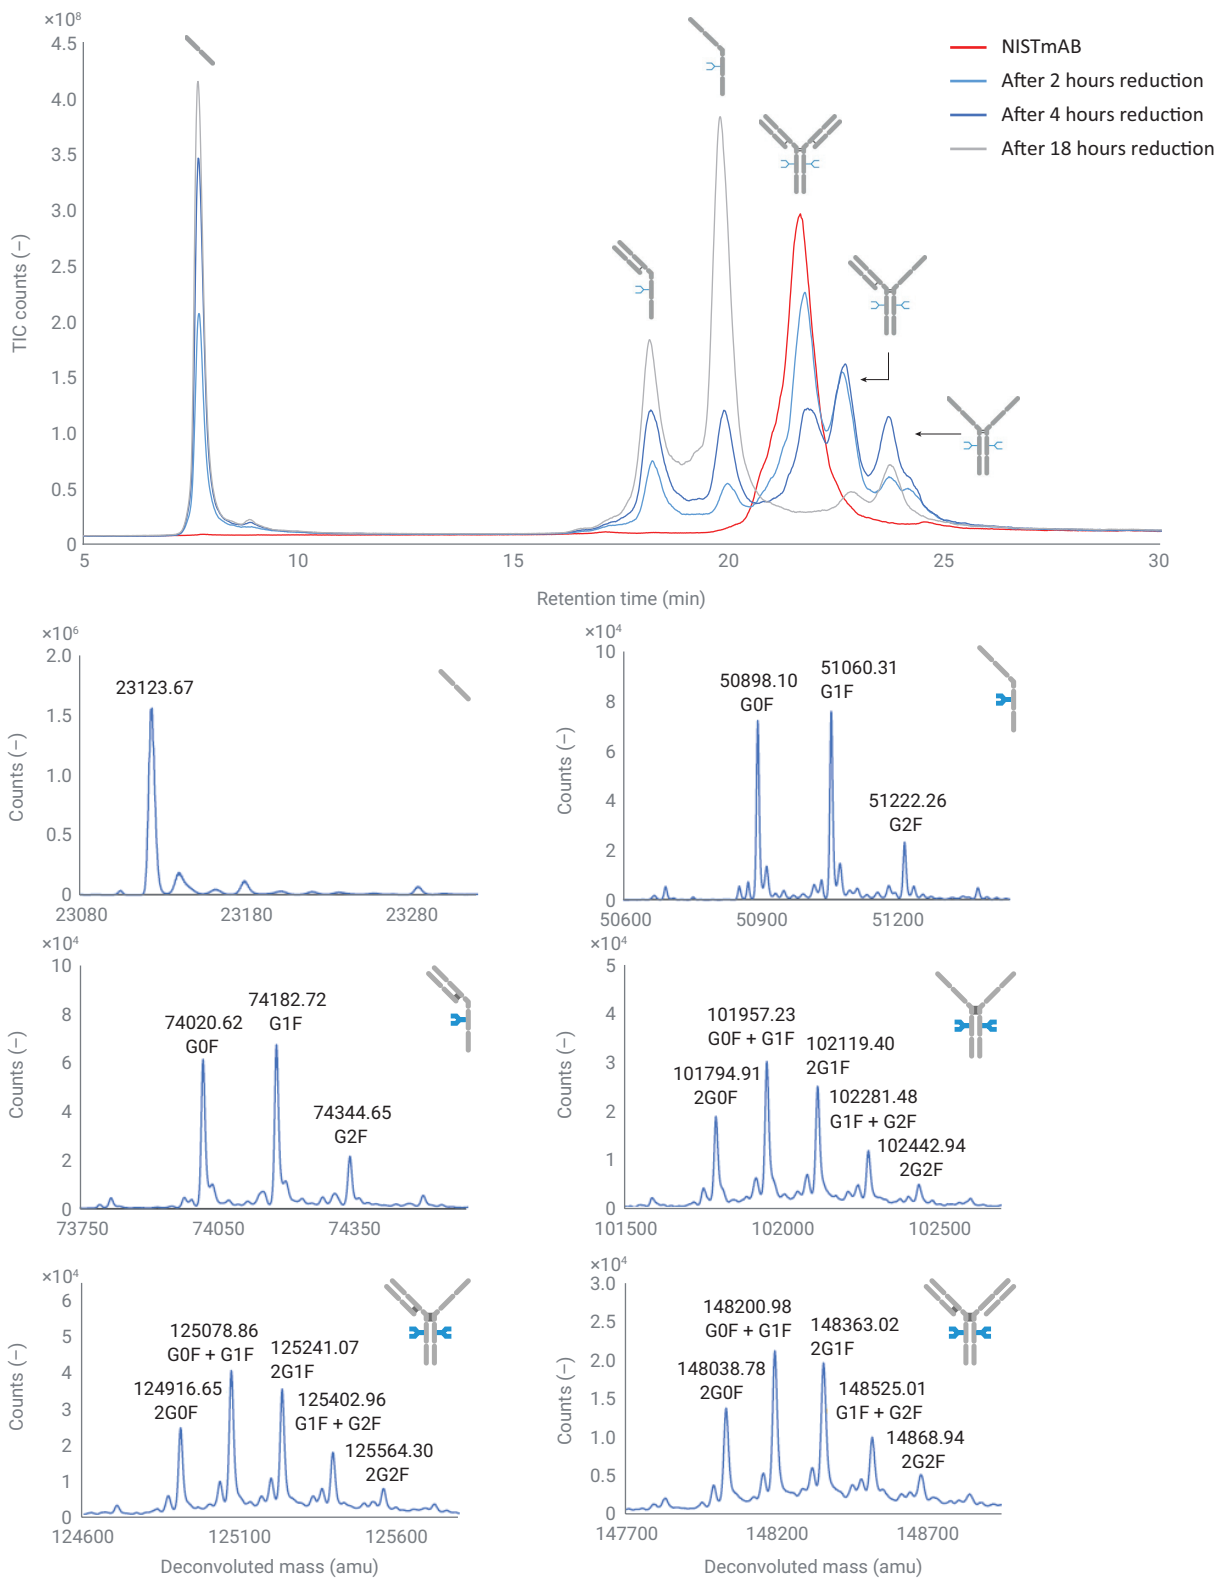 ×10⁸
4.5
4.0
3.5
3.0
2.5
2.0
1.5
1.0
0.5
0
TIC counts (–)
5
10
15
20
25
30
Retention time (min)
NISTmAB
After 2 hours reduction
After 4 hours reduction
After 18 hours reduction
×10⁶
2.0
1.5
1.0
0.5
0
Counts (–)
23123.67
23080
23180
23280
×10⁴
10
8
6
4
2
0
Counts (–)
50898.10
G0F
51060.31
G1F
51222.26
G2F
50600
50900
51200
×10⁴
10
8
6
4
2
0
Counts (–)
74020.62
G0F
74182.72
G1F
74344.65
G2F
73750
74050
74350
×10⁴
5
4
3
2
1
0
Counts (–)
101794.91
2G0F
101957.23
G0F + G1F
102119.40
2G1F
102281.48
G1F + G2F
102442.94
2G2F
101500
102000
102500
×10⁴
6
5
4
3
2
1
0
Counts (–)
124916.65
2G0F
125078.86
G0F + G1F
125241.07
2G1F
125402.96
G1F + G2F
125564.30
2G2F
124600
125100
125600
Deconvoluted mass (amu)
×10⁴
3.0
2.5
2.0
1.5
1.0
0.5
0
Counts (–)
148038.78
2G0F
148200.98
G0F + G1F
148363.02
2G1F
148525.01
G1F + G2F
14868.94
2G2F
147700
148200
148700
Deconvoluted mass (amu)